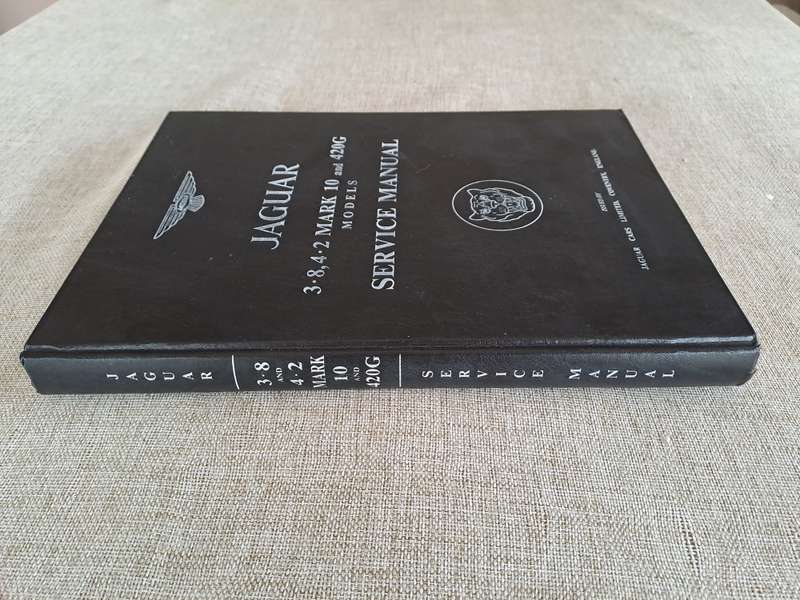 JAGUAR
3·8, 4·2 MARK 10 and 420G
MODELS
SERVICE MANUAL
ISSUED BY
JAGUAR CARS LIMITED, COVENTRY, ENGLAND
JAGUAR
3·8
AND
4·2
MARK
10
AND
420G
SERVICE MANUAL